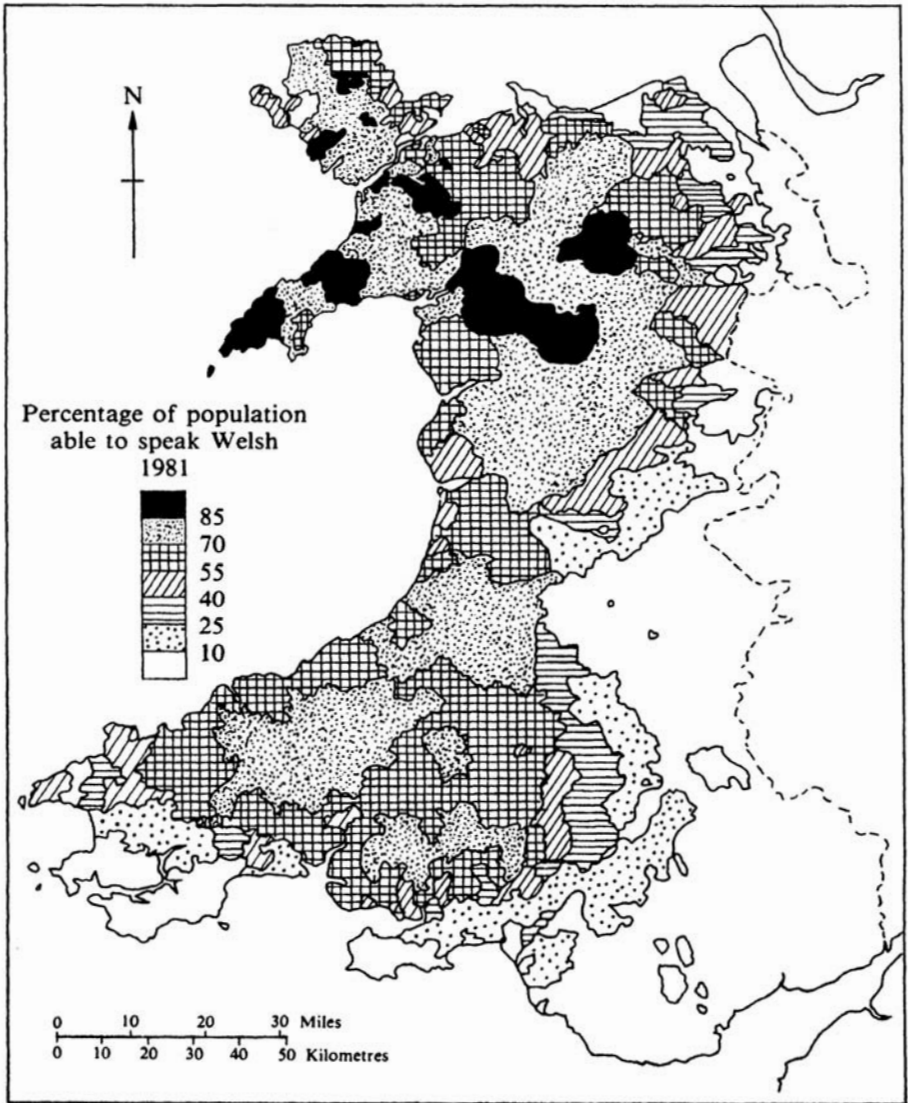 N
Percentage of population
able to speak Welsh
1981
85
70
55
40
25
10
0 10 20 30 Miles
0 10 20 30 40 50 Kilometres